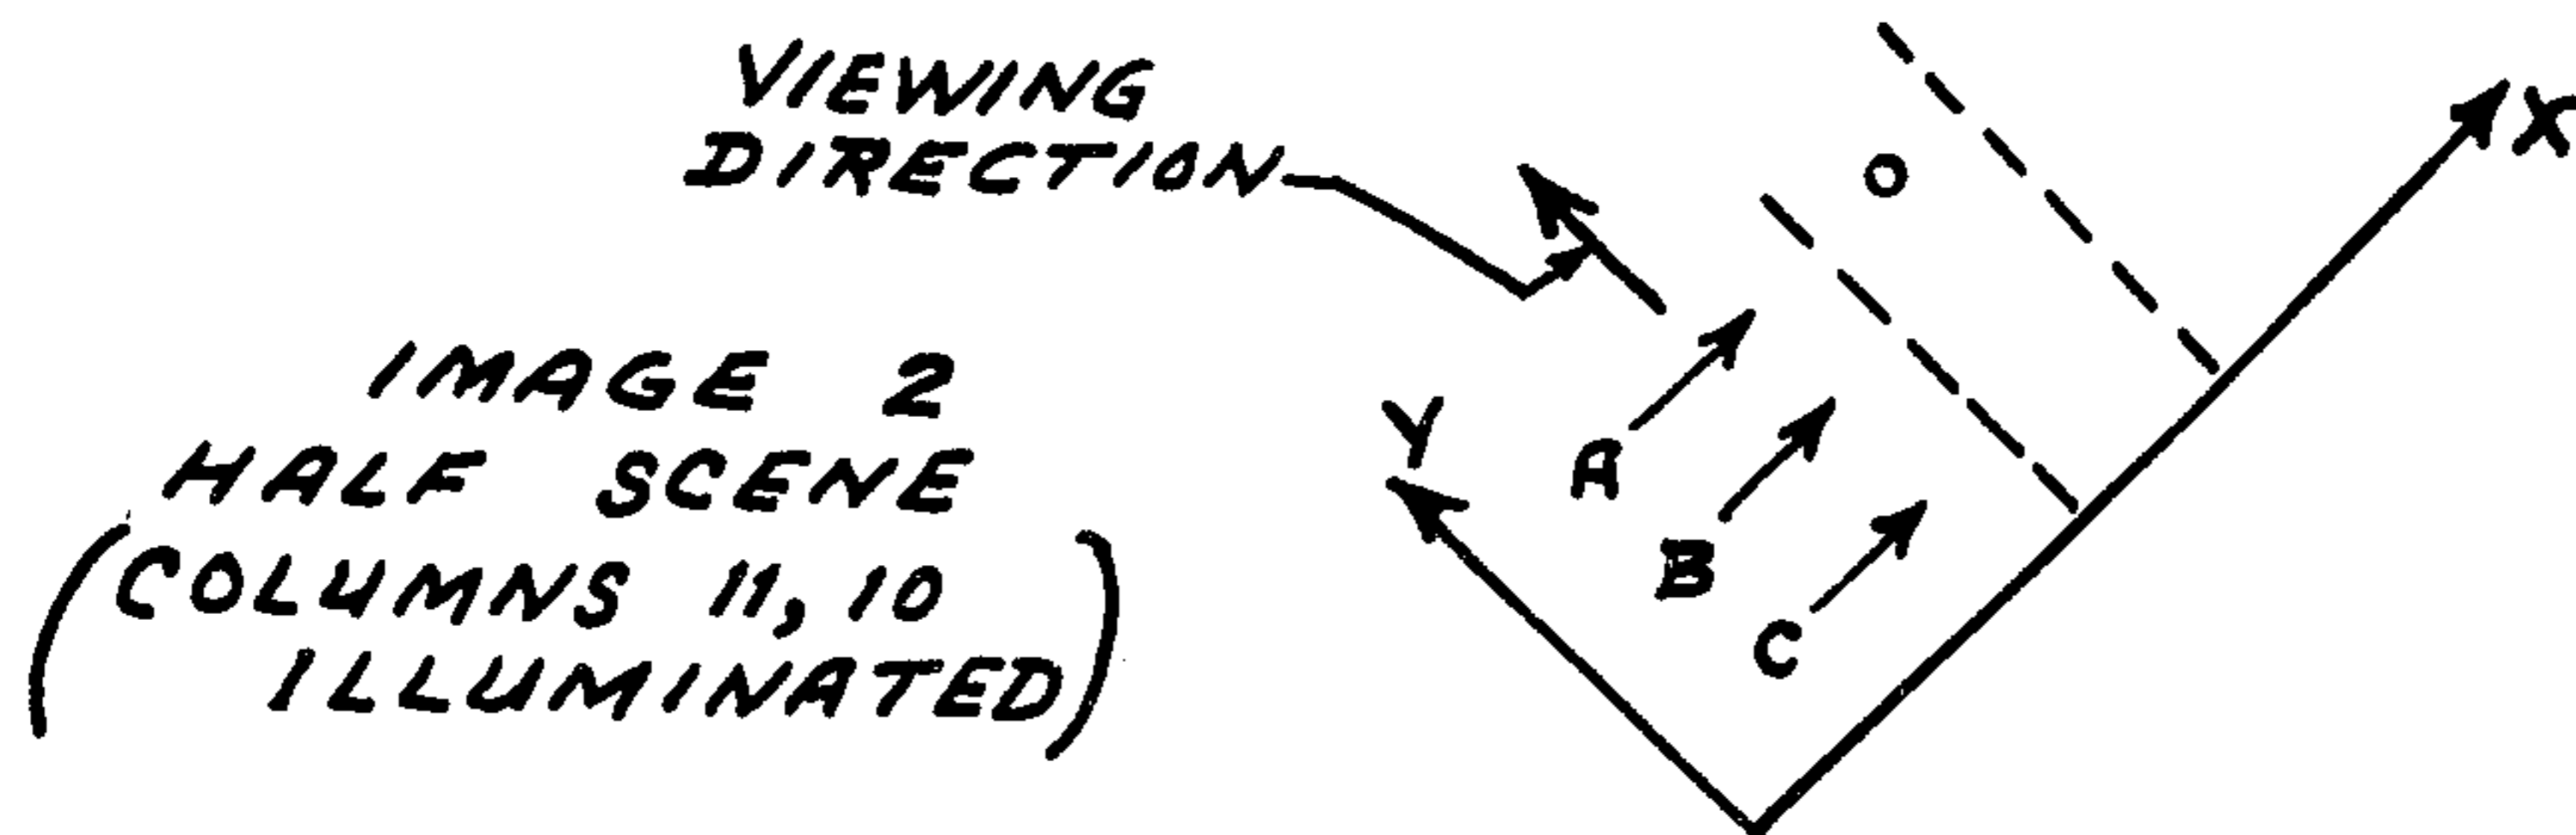 VIEWING
DIRECTION
X
O
IMAGE 2
HALF SCENE
(COLUMNS 11, 10
ILLUMINATED)
Y
A
B
C